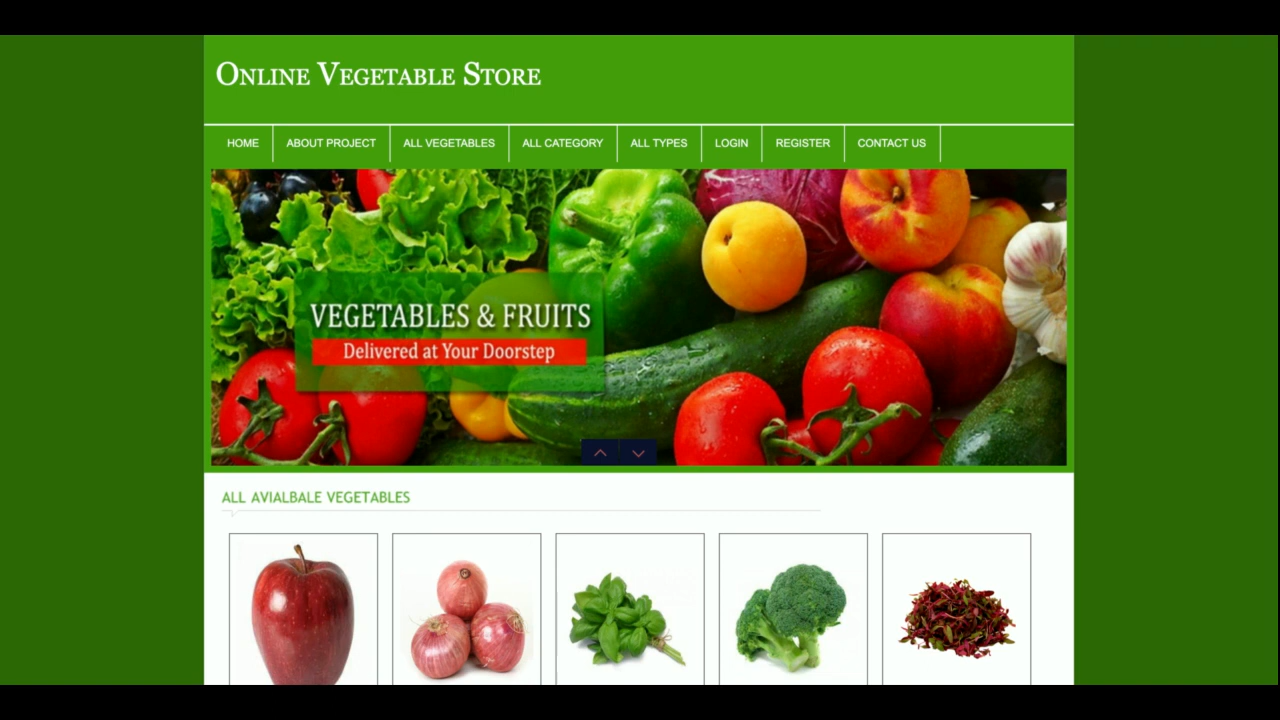 ONLINE VEGETABLE STORE
HOME ABOUT PROJECT ALL VEGETABLES ALL CATEGORY ALL TYPES LOGIN REGISTER CONTACT US
VEGETABLES & FRUITS
Delivered at Your Doorstep
ALL AVIALBALE VEGETABLES